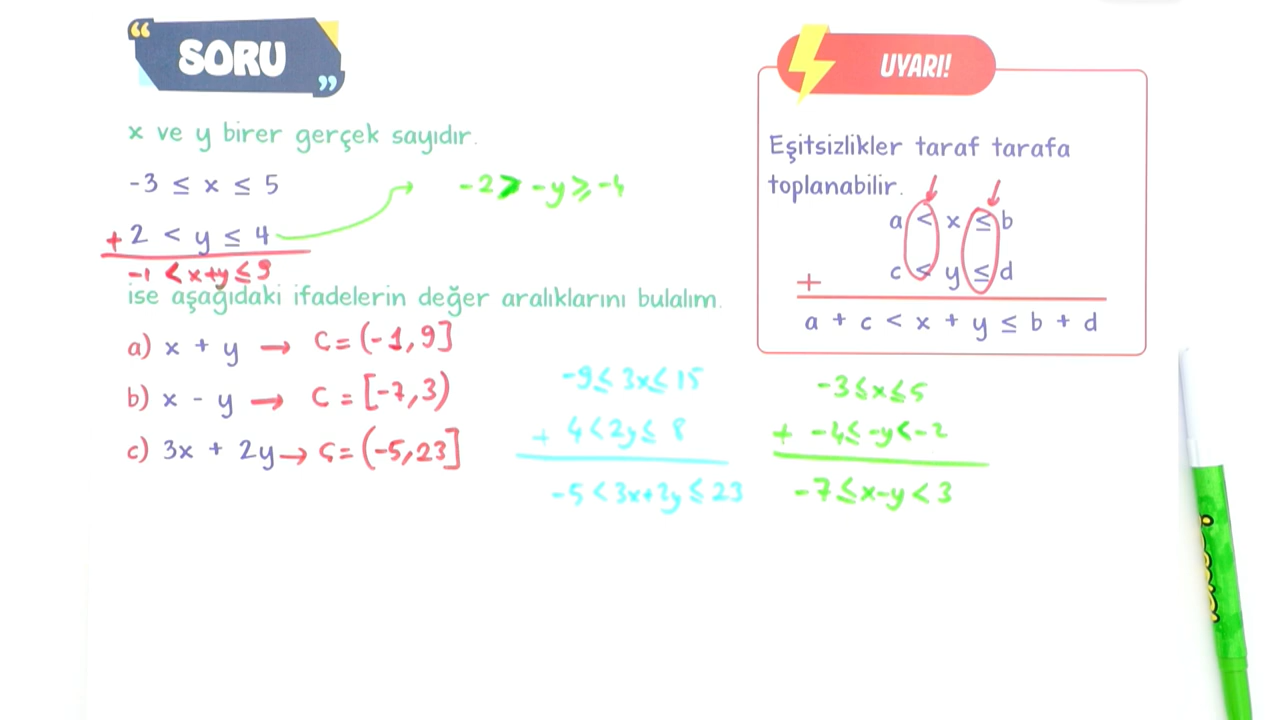 “ SORU ”
x ve y birer gerçek sayıdır.
-3 ≤ x ≤ 5
-2 > -y ≥ -4
+ 2 < y ≤ 4
-1 < x+y ≤ 9
ise aşağıdaki ifadelerin değer aralıklarını bulalım.
a) x + y → Ç = (-1, 9]
b) x - y → Ç = [-7, 3)
c) 3x + 2y → Ç = (-5, 23]
-9 ≤ 3x ≤ 15
+ 4 < 2y ≤ 8
-5 < 3x+2y ≤ 23
-3 ≤ x ≤ 5
+ -4 ≤ -y < -2
-7 ≤ x-y < 3
UYARI!
Eşitsizlikler taraf tarafa
toplanabilir.
a < x ≤ b
+ c < y ≤ d
a + c < x + y ≤ b + d